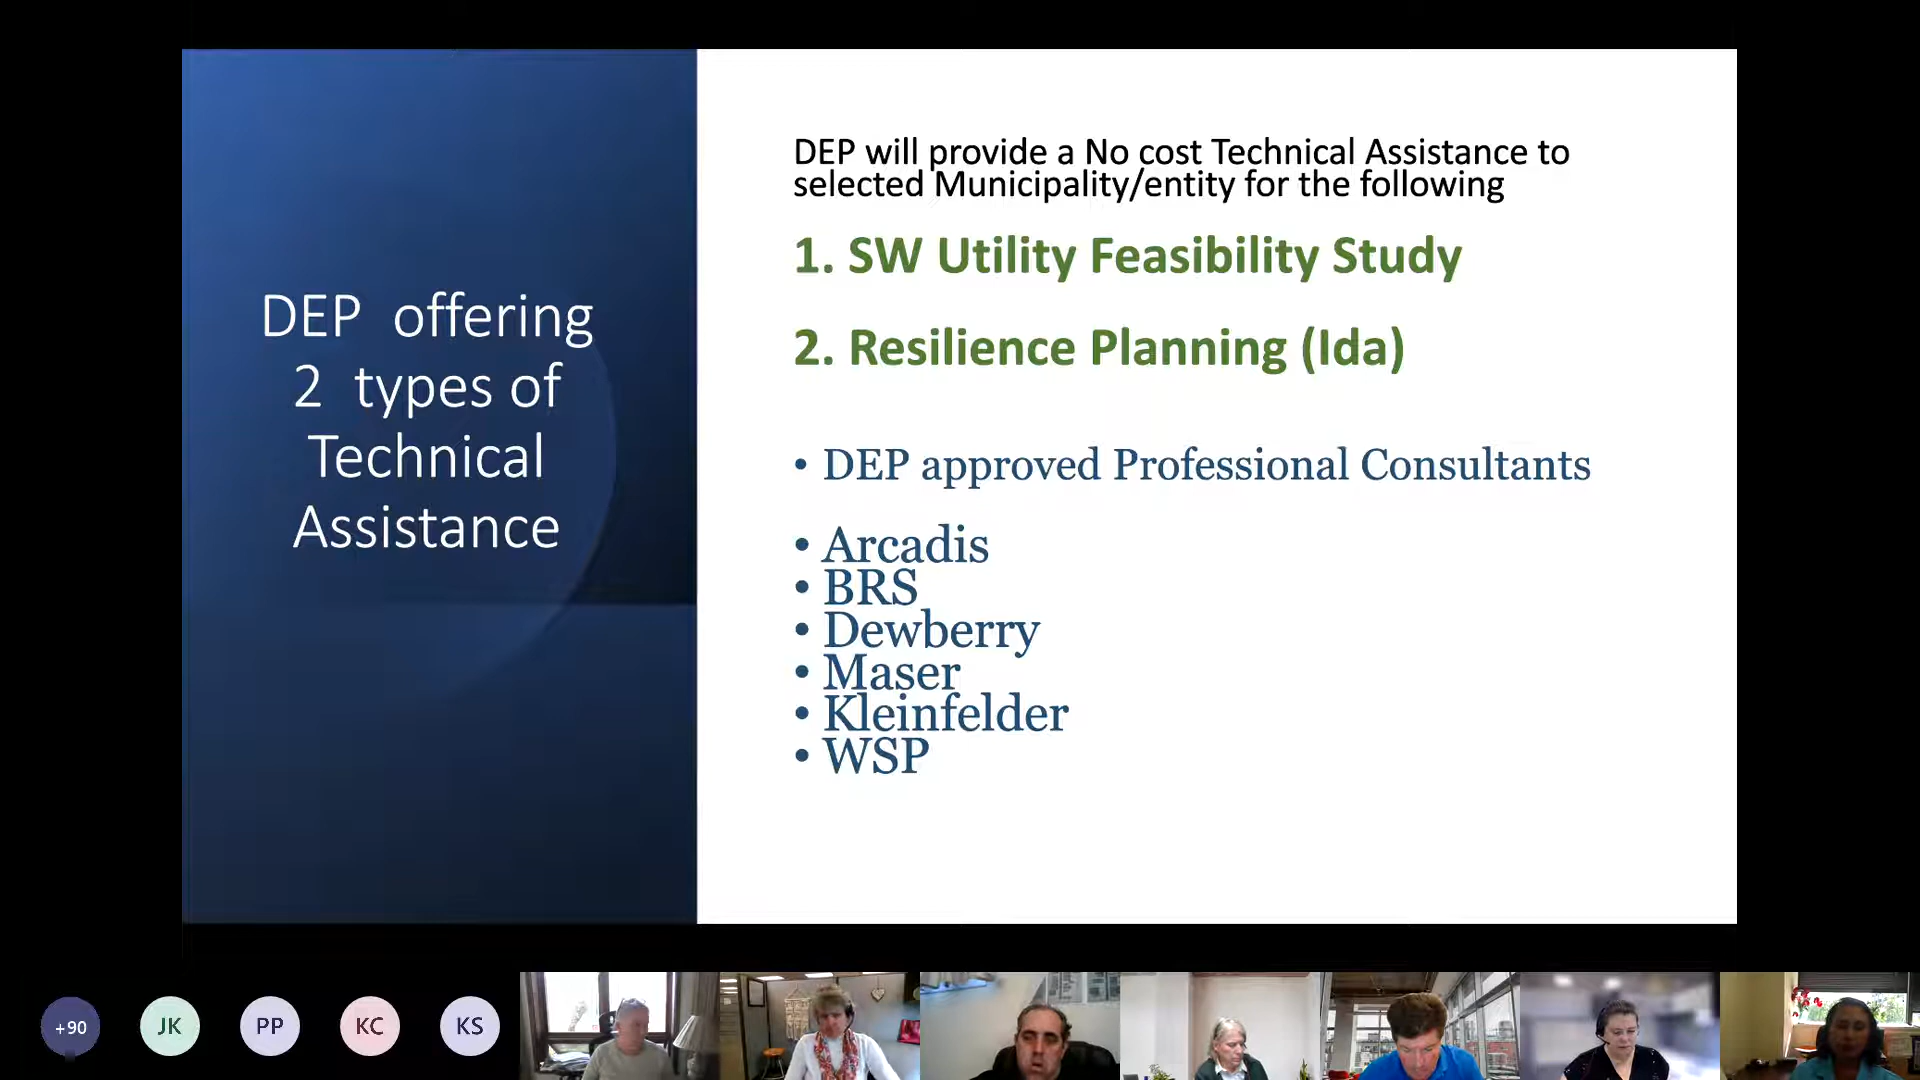 DEP offering
2 types of
Technical
Assistance
DEP will provide a No cost Technical Assistance to
selected Municipality/entity for the following
1. SW Utility Feasibility Study
2. Resilience Planning (Ida)
• DEP approved Professional Consultants
• Arcadis
• BRS
• Dewberry
• Maser
• Kleinfelder
• WSP
+90
JK
PP
KC
KS